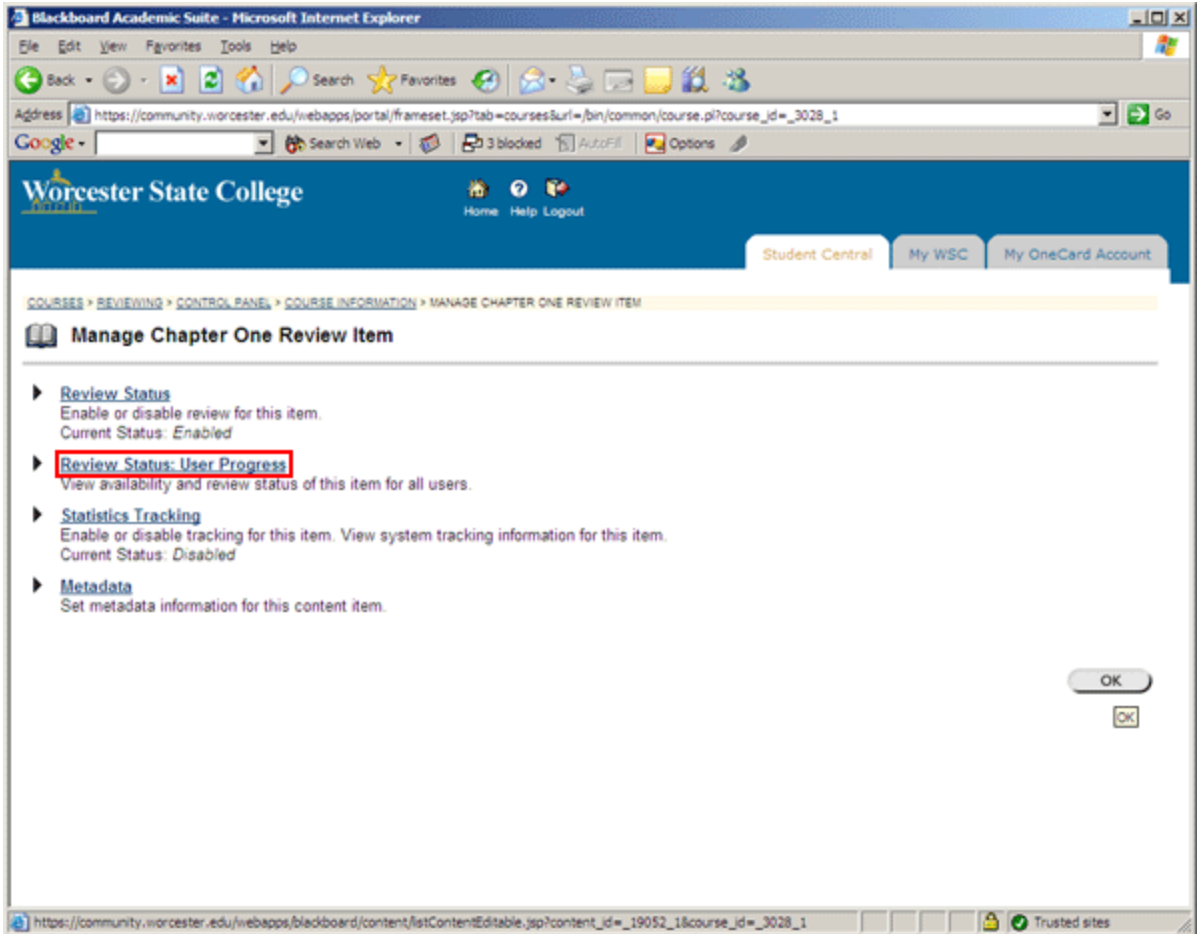 Blackboard Academic Suite - Microsoft Internet Explorer
File Edit View Favorites Tools Help
Back Search Favorites
Address https://community.worcester.edu/webapps/portal/frameset.jsp?tab=courses&url=/bin/common/course.pl?course_id=_3028_1 Go
Google Search Web 3 blocked AutoFill Options
Worcester State College
Home Help Logout
Student Central My WSC My OneCard Account
COURSES > REVIEWING > CONTROL PANEL > COURSE INFORMATION > MANAGE CHAPTER ONE REVIEW ITEM
Manage Chapter One Review Item
Review Status
Enable or disable review for this item.
Current Status: Enabled
Review Status: User Progress
View availability and review status of this item for all users.
Statistics Tracking
Enable or disable tracking for this item. View system tracking information for this item.
Current Status: Disabled
Metadata
Set metadata information for this content item.
OK
OK
https://community.worcester.edu/webapps/blackboard/content/listContentEditable.jsp?content_id=_19052_1&course_id=_3028_1 Trusted sites